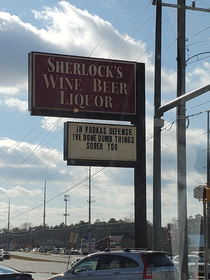 SHERLOCK'S
WINE BEER
LIQUOR
IN VODKAS DEFENSE
IVE DONE DUMB THINGS
SOBER TOO